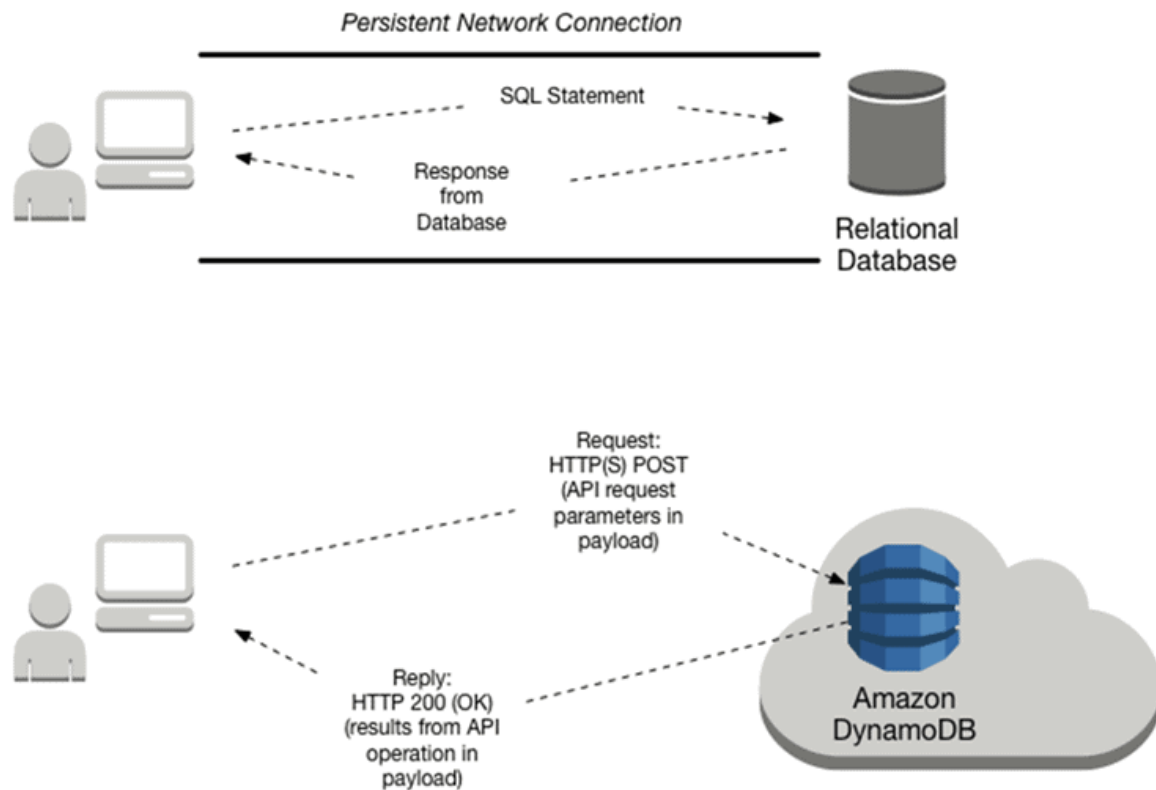 Persistent Network Connection
SQL Statement
Response
from
Database
Relational
Database
Request:
HTTP(S) POST
(API request
parameters in
payload)
Reply:
HTTP 200 (OK)
(results from API
operation in
payload)
Amazon
DynamoDB